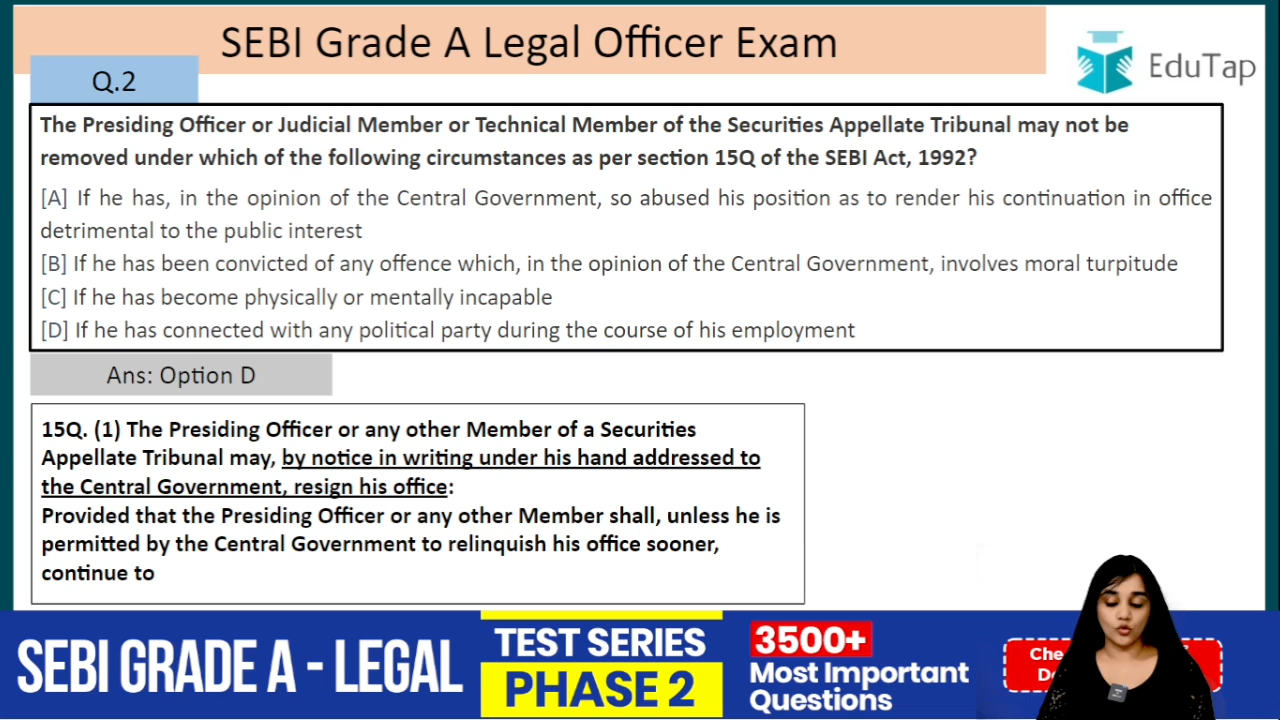 SEBI Grade A Legal Officer Exam
EduTap
Q.2
The Presiding Officer or Judicial Member or Technical Member of the Securities Appellate Tribunal may not be
removed under which of the following circumstances as per section 15Q of the SEBI Act, 1992?
[A] If he has, in the opinion of the Central Government, so abused his position as to render his continuation in office
detrimental to the public interest
[B] If he has been convicted of any offence which, in the opinion of the Central Government, involves moral turpitude
[C] If he has become physically or mentally incapable
[D] If he has connected with any political party during the course of his employment
Ans: Option D
15Q. (1) The Presiding Officer or any other Member of a Securities
Appellate Tribunal may, by notice in writing under his hand addressed to
the Central Government, resign his office:
Provided that the Presiding Officer or any other Member shall, unless he is
permitted by the Central Government to relinquish his office sooner,
continue to
SEBI GRADE A - LEGAL
TEST SERIES
PHASE 2
3500+
Most Important
Questions